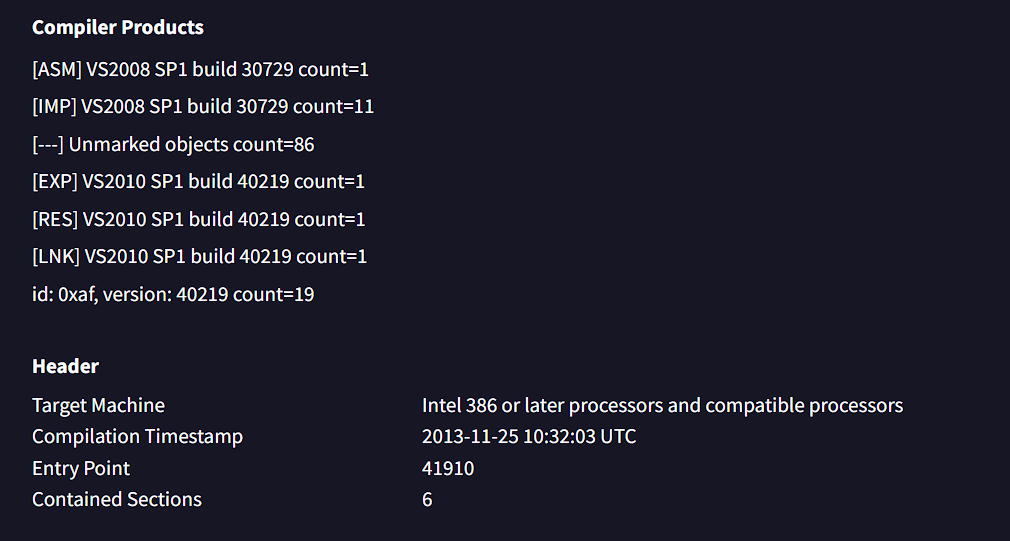 Compiler Products
[ASM] VS2008 SP1 build 30729 count=1
[IMP] VS2008 SP1 build 30729 count=11
[---] Unmarked objects count=86
[EXP] VS2010 SP1 build 40219 count=1
[RES] VS2010 SP1 build 40219 count=1
[LNK] VS2010 SP1 build 40219 count=1
id: 0xaf, version: 40219 count=19
Header
Target Machine Intel 386 or later processors and compatible processors
Compilation Timestamp 2013-11-25 10:32:03 UTC
Entry Point 41910
Contained Sections 6